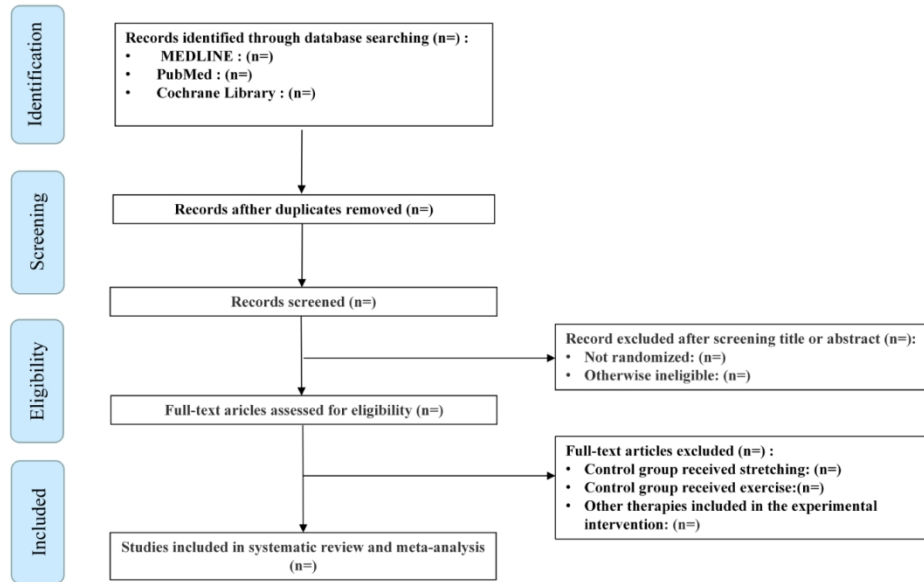 Identification
Records identified through database searching (n=) :
• MEDLINE : (n=)
• PubMed : (n=)
• Cochrane Library : (n=)
Screening
Records afther duplicates removed (n=)
Records screened (n=)
Eligibility
Record excluded after screening title or abstract (n=):
• Not randomized: (n=)
• Otherwise ineligible: (n=)
Full-text aricles assessed for eligibility (n=)
Included
Full-text articles excluded (n=) :
• Control group received stretching: (n=)
• Control group received exercise:(n=)
• Other therapies included in the experimental
intervention: (n=)
Studies included in systematic review and meta-analysis
(n=)